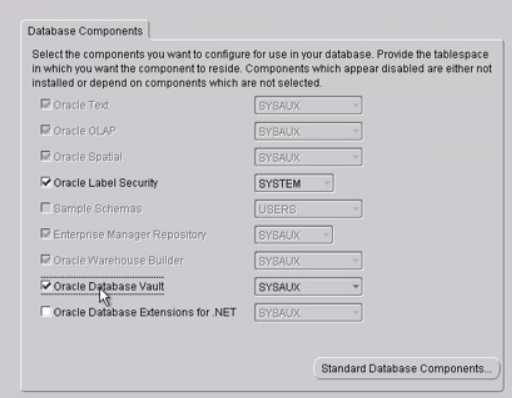 Database Components
Select the components you want to configure for use in your database. Provide the tablespace
in which you want the component to reside. Components which appear disabled are either not
installed or depend on components which are not selected.
Oracle Text SYSAUX
Oracle OLAP SYSAUX
Oracle Spatial SYSAUX
Oracle Label Security SYSTEM
Sample Schemas USERS
Enterprise Manager Repository SYSAUX
Oracle Warehouse Builder SYSAUX
Oracle Database Vault SYSAUX
Oracle Database Extensions for .NET SYSAUX
Standard Database Components...